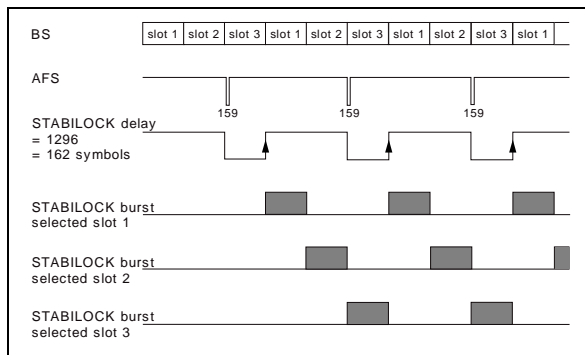 BS
slot 1 slot 2 slot 3 slot 1 slot 2 slot 3 slot 1 slot 2 slot 3 slot 1
AFS
159 159 159
STABILOCK delay
= 1296
= 162 symbols
STABILOCK burst
selected slot 1
STABILOCK burst
selected slot 2
STABILOCK burst
selected slot 3